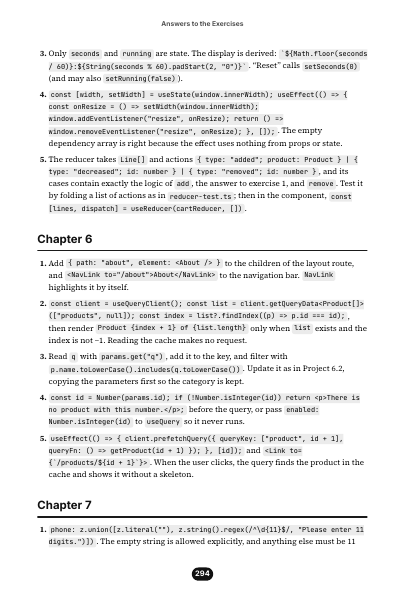 Answers to the Exercises
3. Only seconds and running are state. The display is derived: `${Math.floor(seconds
/ 60)}:${String(seconds % 60).padStart(2, "0")}`. “Reset” calls setSeconds(0)
(and may also setRunning(false)).
4. const [width, setWidth] = useState(window.innerWidth); useEffect(() => {
const onResize = () => setWidth(window.innerWidth);
window.addEventListener("resize", onResize); return () =>
window.removeEventListener("resize", onResize); }, []);. The empty
dependency array is right because the effect uses nothing from props or state.
5. The reducer takes Line[] and actions { type: "added"; product: Product } | {
type: "decreased"; id: number } | { type: "removed"; id: number }, and its
cases contain exactly the logic of add, the answer to exercise 1, and remove. Test it
by folding a list of actions as in reducer-test.ts; then in the component, const
[lines, dispatch] = useReducer(cartReducer, []).
Chapter 6
1. Add { path: "about", element: <About /> } to the children of the layout route,
and <NavLink to="/about">About</NavLink> to the navigation bar. NavLink
highlights it by itself.
2. const client = useQueryClient(); const list = client.getQueryData<Product[]>
(["products", null]); const index = list?.findIndex((p) => p.id === id);,
then render Product {index + 1} of {list.length} only when list exists and the
index is not −1. Reading the cache makes no request.
3. Read q with params.get("q"), add it to the key, and filter with
p.name.toLowerCase().includes(q.toLowerCase()). Update it as in Project 6.2,
copying the parameters first so the category is kept.
4. const id = Number(params.id); if (!Number.isInteger(id)) return <p>There is
no product with this number.</p>; before the query, or pass enabled:
Number.isInteger(id) to useQuery so it never runs.
5. useEffect(() => { client.prefetchQuery({ queryKey: ["product", id + 1],
queryFn: () => getProduct(id + 1) }); }, [id]); and <Link to=
{`/products/${id + 1}`}>. When the user clicks, the query finds the product in the
cache and shows it without a skeleton.
Chapter 7
1. phone: z.union([z.literal(""), z.string().regex(/^\d{11}$/, "Please enter 11
digits.")]). The empty string is allowed explicitly, and anything else must be 11
294